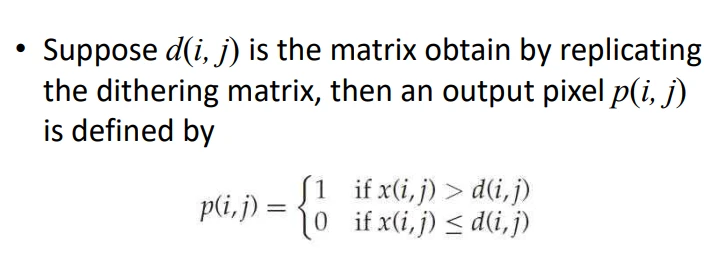 • Suppose d(i, j) is the matrix obtain by replicating
the dithering matrix, then an output pixel p(i, j)
is defined by
p(i,j) = {1 if x(i,j) > d(i,j)
0 if x(i,j) ≤ d(i,j)